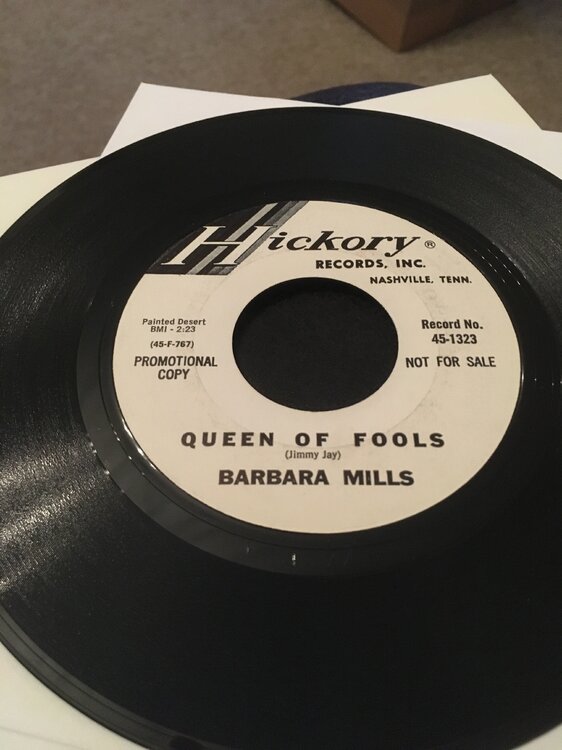 Hickory ®
RECORDS, INC.
NASHVILLE, TENN.
Painted Desert
BMI - 2:23
(45-F-767)
PROMOTIONAL
COPY
Record No.
45-1323
NOT FOR SALE
QUEEN OF FOOLS
(Jimmy Jay)
BARBARA MILLS